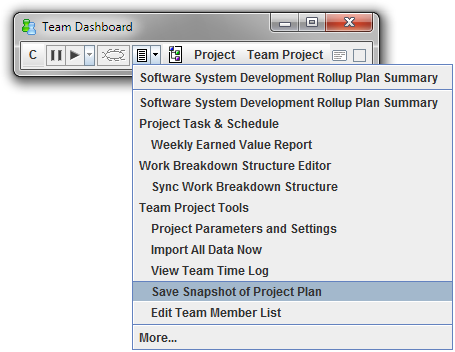 Team Dashboard
C Project Team Project
Software System Development Rollup Plan Summary
Software System Development Rollup Plan Summary
Project Task & Schedule
Weekly Earned Value Report
Work Breakdown Structure Editor
Sync Work Breakdown Structure
Team Project Tools
Project Parameters and Settings
Import All Data Now
View Team Time Log
Save Snapshot of Project Plan
Edit Team Member List
More...